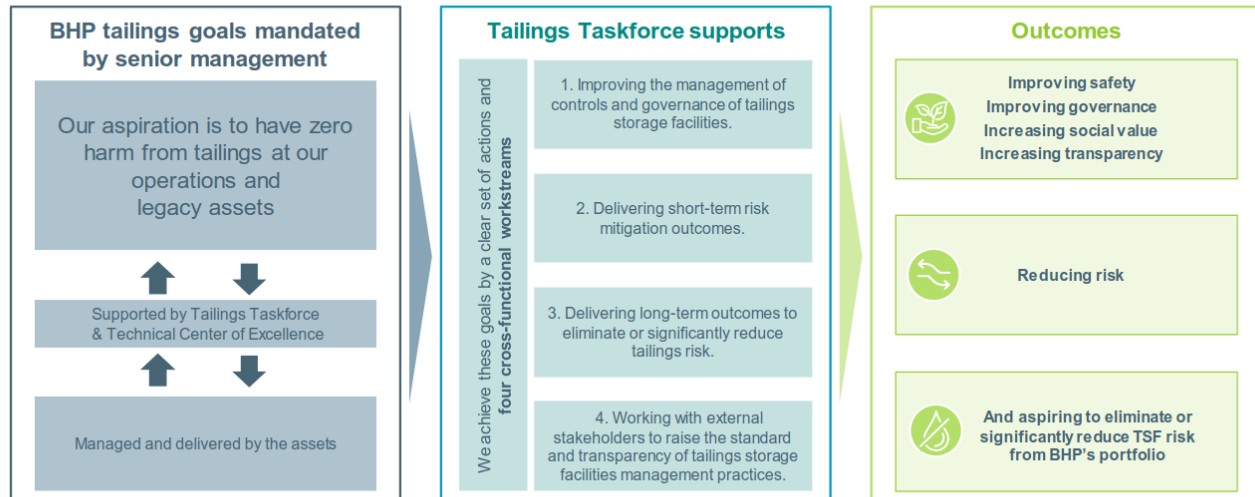 BHP tailings goals mandated
by senior management
Our aspiration is to have zero
harm from tailings at our
operations and
legacy assets
Supported by Tailings Taskforce
& Technical Center of Excellence
Managed and delivered by the assets
Tailings Taskforce supports
We achieve these goals by a clear set of actions and
four cross-functional workstreams
1. Improving the management of
controls and governance of tailings
storage facilities.
2. Delivering short-term risk
mitigation outcomes.
3. Delivering long-term outcomes to
eliminate or significantly reduce
tailings risk.
4. Working with external
stakeholders to raise the standard
and transparency of tailings storage
facilities management practices.
Outcomes
Improving safety
Improving governance
Increasing social value
Increasing transparency
Reducing risk
And aspiring to eliminate or
significantly reduce TSF risk
from BHP's portfolio